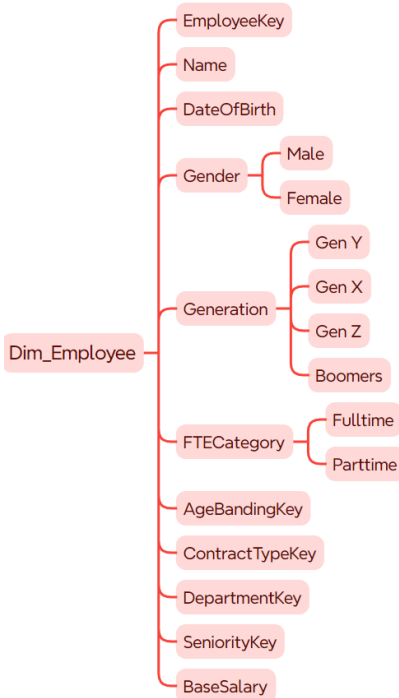 EmployeeKey
Name
DateOfBirth
Male
Gender
Female
Gen Y
Gen X
Generation
Gen Z
Dim_Employee
Boomers
Fulltime
FTECategory
Parttime
AgeBandingKey
ContractTypeKey
DepartmentKey
SeniorityKey
BaseSalary